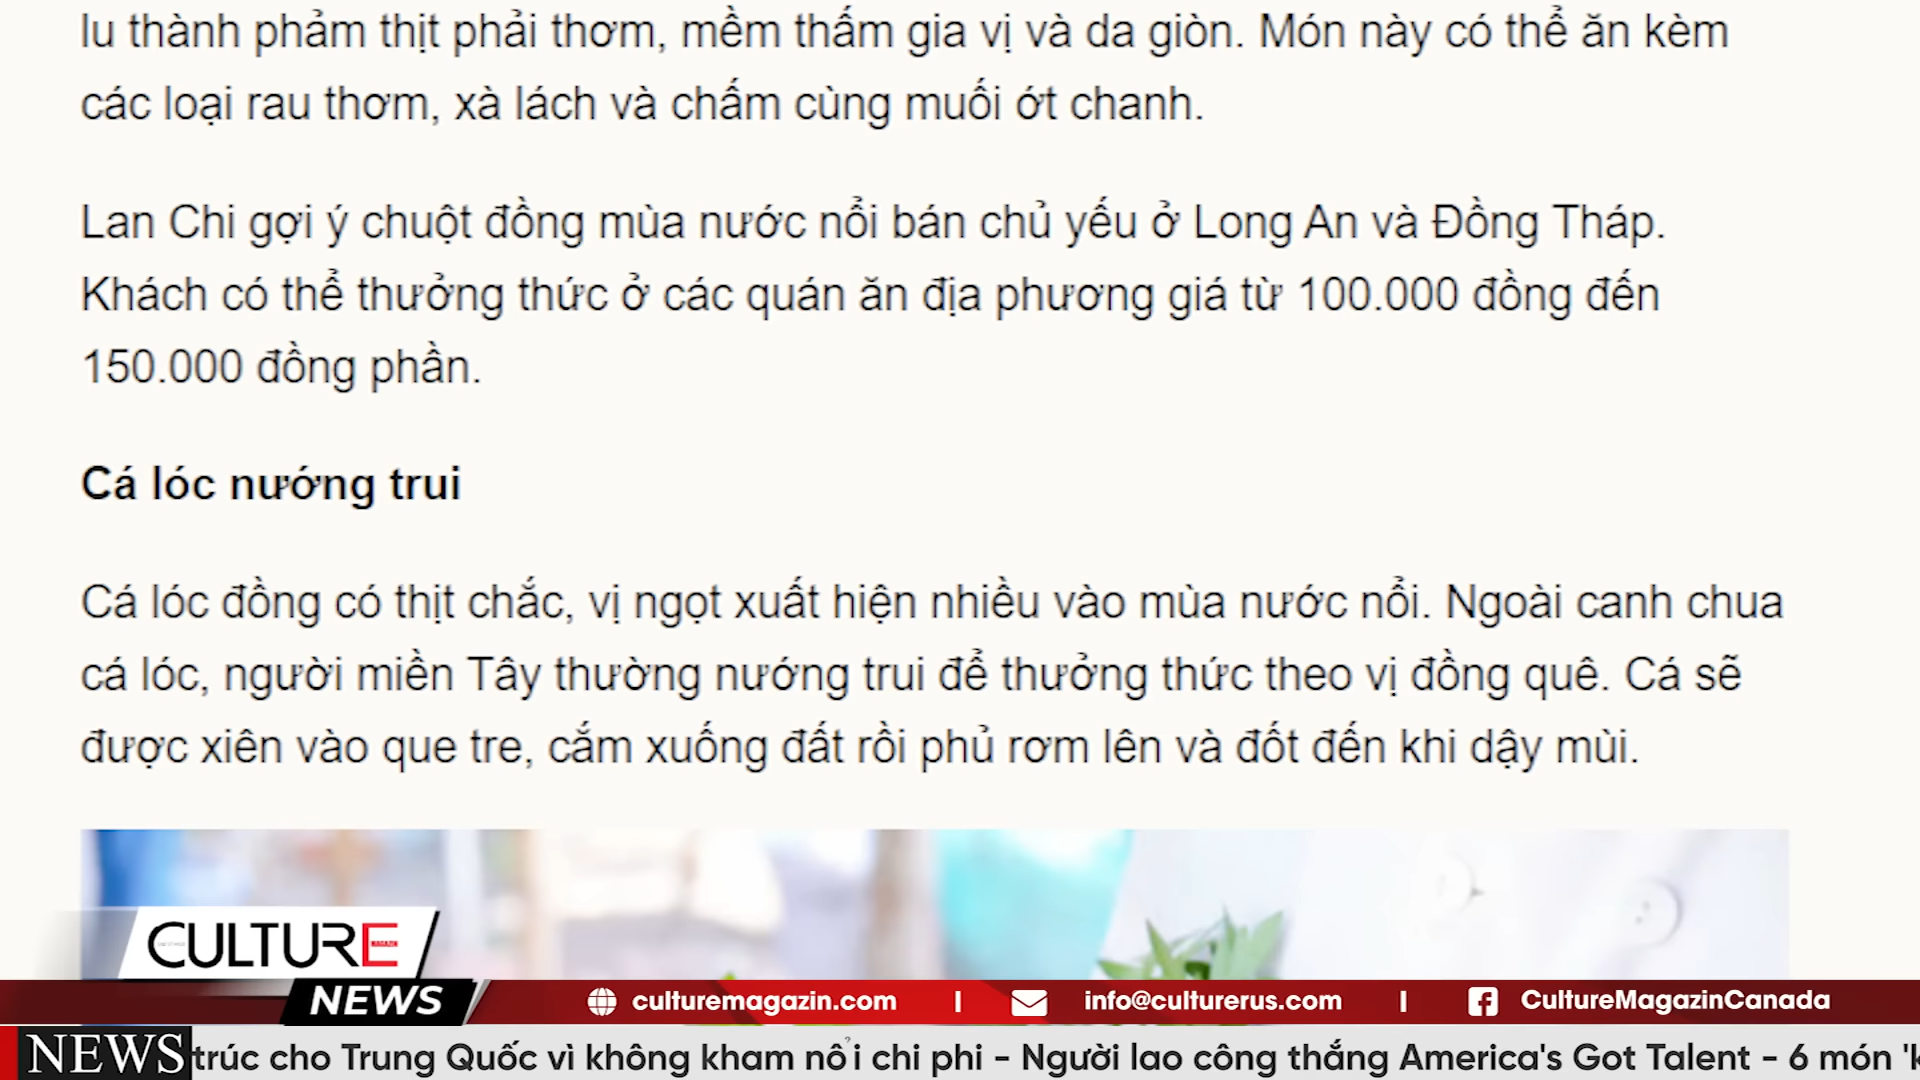 lu thành phảm thịt phải thơm, mềm thấm gia vị và da giòn. Món này có thể ăn kèm
các loại rau thơm, xà lách và chấm cùng muối ớt chanh.
Lan Chi gợi ý chuột đồng mùa nước nổi bán chủ yếu ở Long An và Đồng Tháp.
Khách có thể thưởng thức ở các quán ăn địa phương giá từ 100.000 đồng đến
150.000 đồng phần.
Cá lóc nướng trui
Cá lóc đồng có thịt chắc, vị ngọt xuất hiện nhiều vào mùa nước nổi. Ngoài canh chua
cá lóc, người miền Tây thường nướng trui để thưởng thức theo vị đồng quê. Cá sẽ
được xiên vào que tre, cắm xuống đất rồi phủ rơm lên và đốt đến khi dậy mùi.
CULTURE
NEWS
culturemagazin.com | info@culturerus.com | CultureMagazinCanada
NEWS trúc cho Trung Quốc vì không kham nổi chi phi - Người lao công thắng America's Got Talent - 6 món